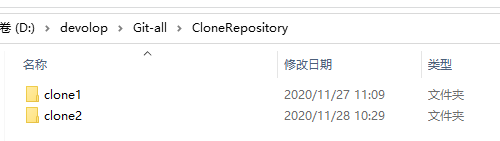 卷 (D:) › devolop › Git-all › CloneRepository
名称 修改日期 类型
clone1 2020/11/27 11:09 文件夹
clone2 2020/11/28 10:29 文件夹